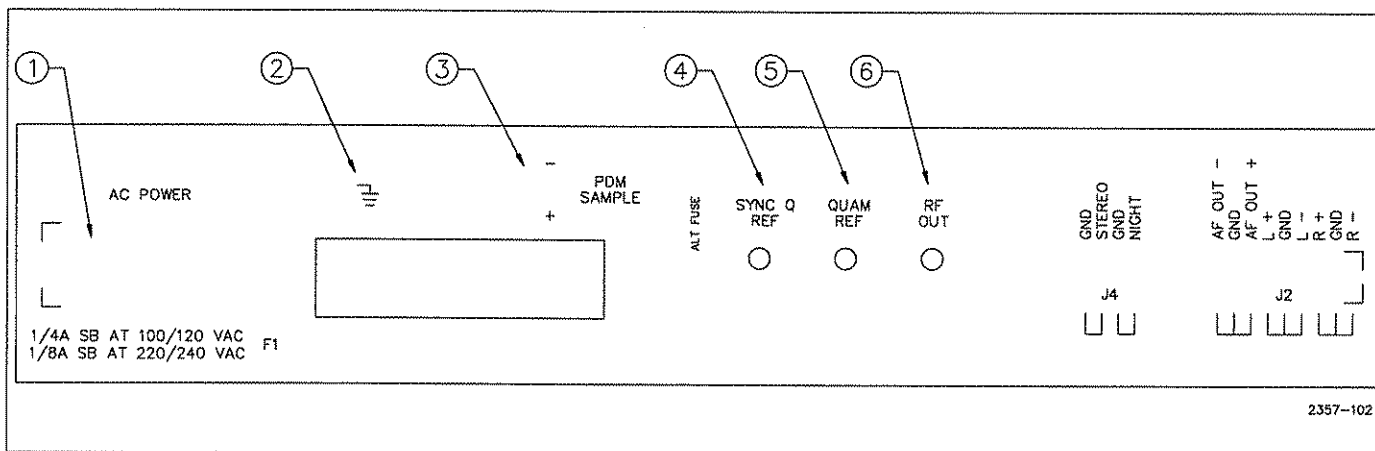 1
2
3
4
5
6
AC POWER
-
+
PDM
SAMPLE
ALT FUSE
SYNC Q
REF
QUAM
REF
RF
OUT
GND
STEREO
GND
NIGHT
AF OUT -
GND
AF OUT +
L +
GND
L -
R +
GND
R -
J4
J2
1/4A SB AT 100/120 VAC
1/8A SB AT 220/240 VAC
F1
2357-102